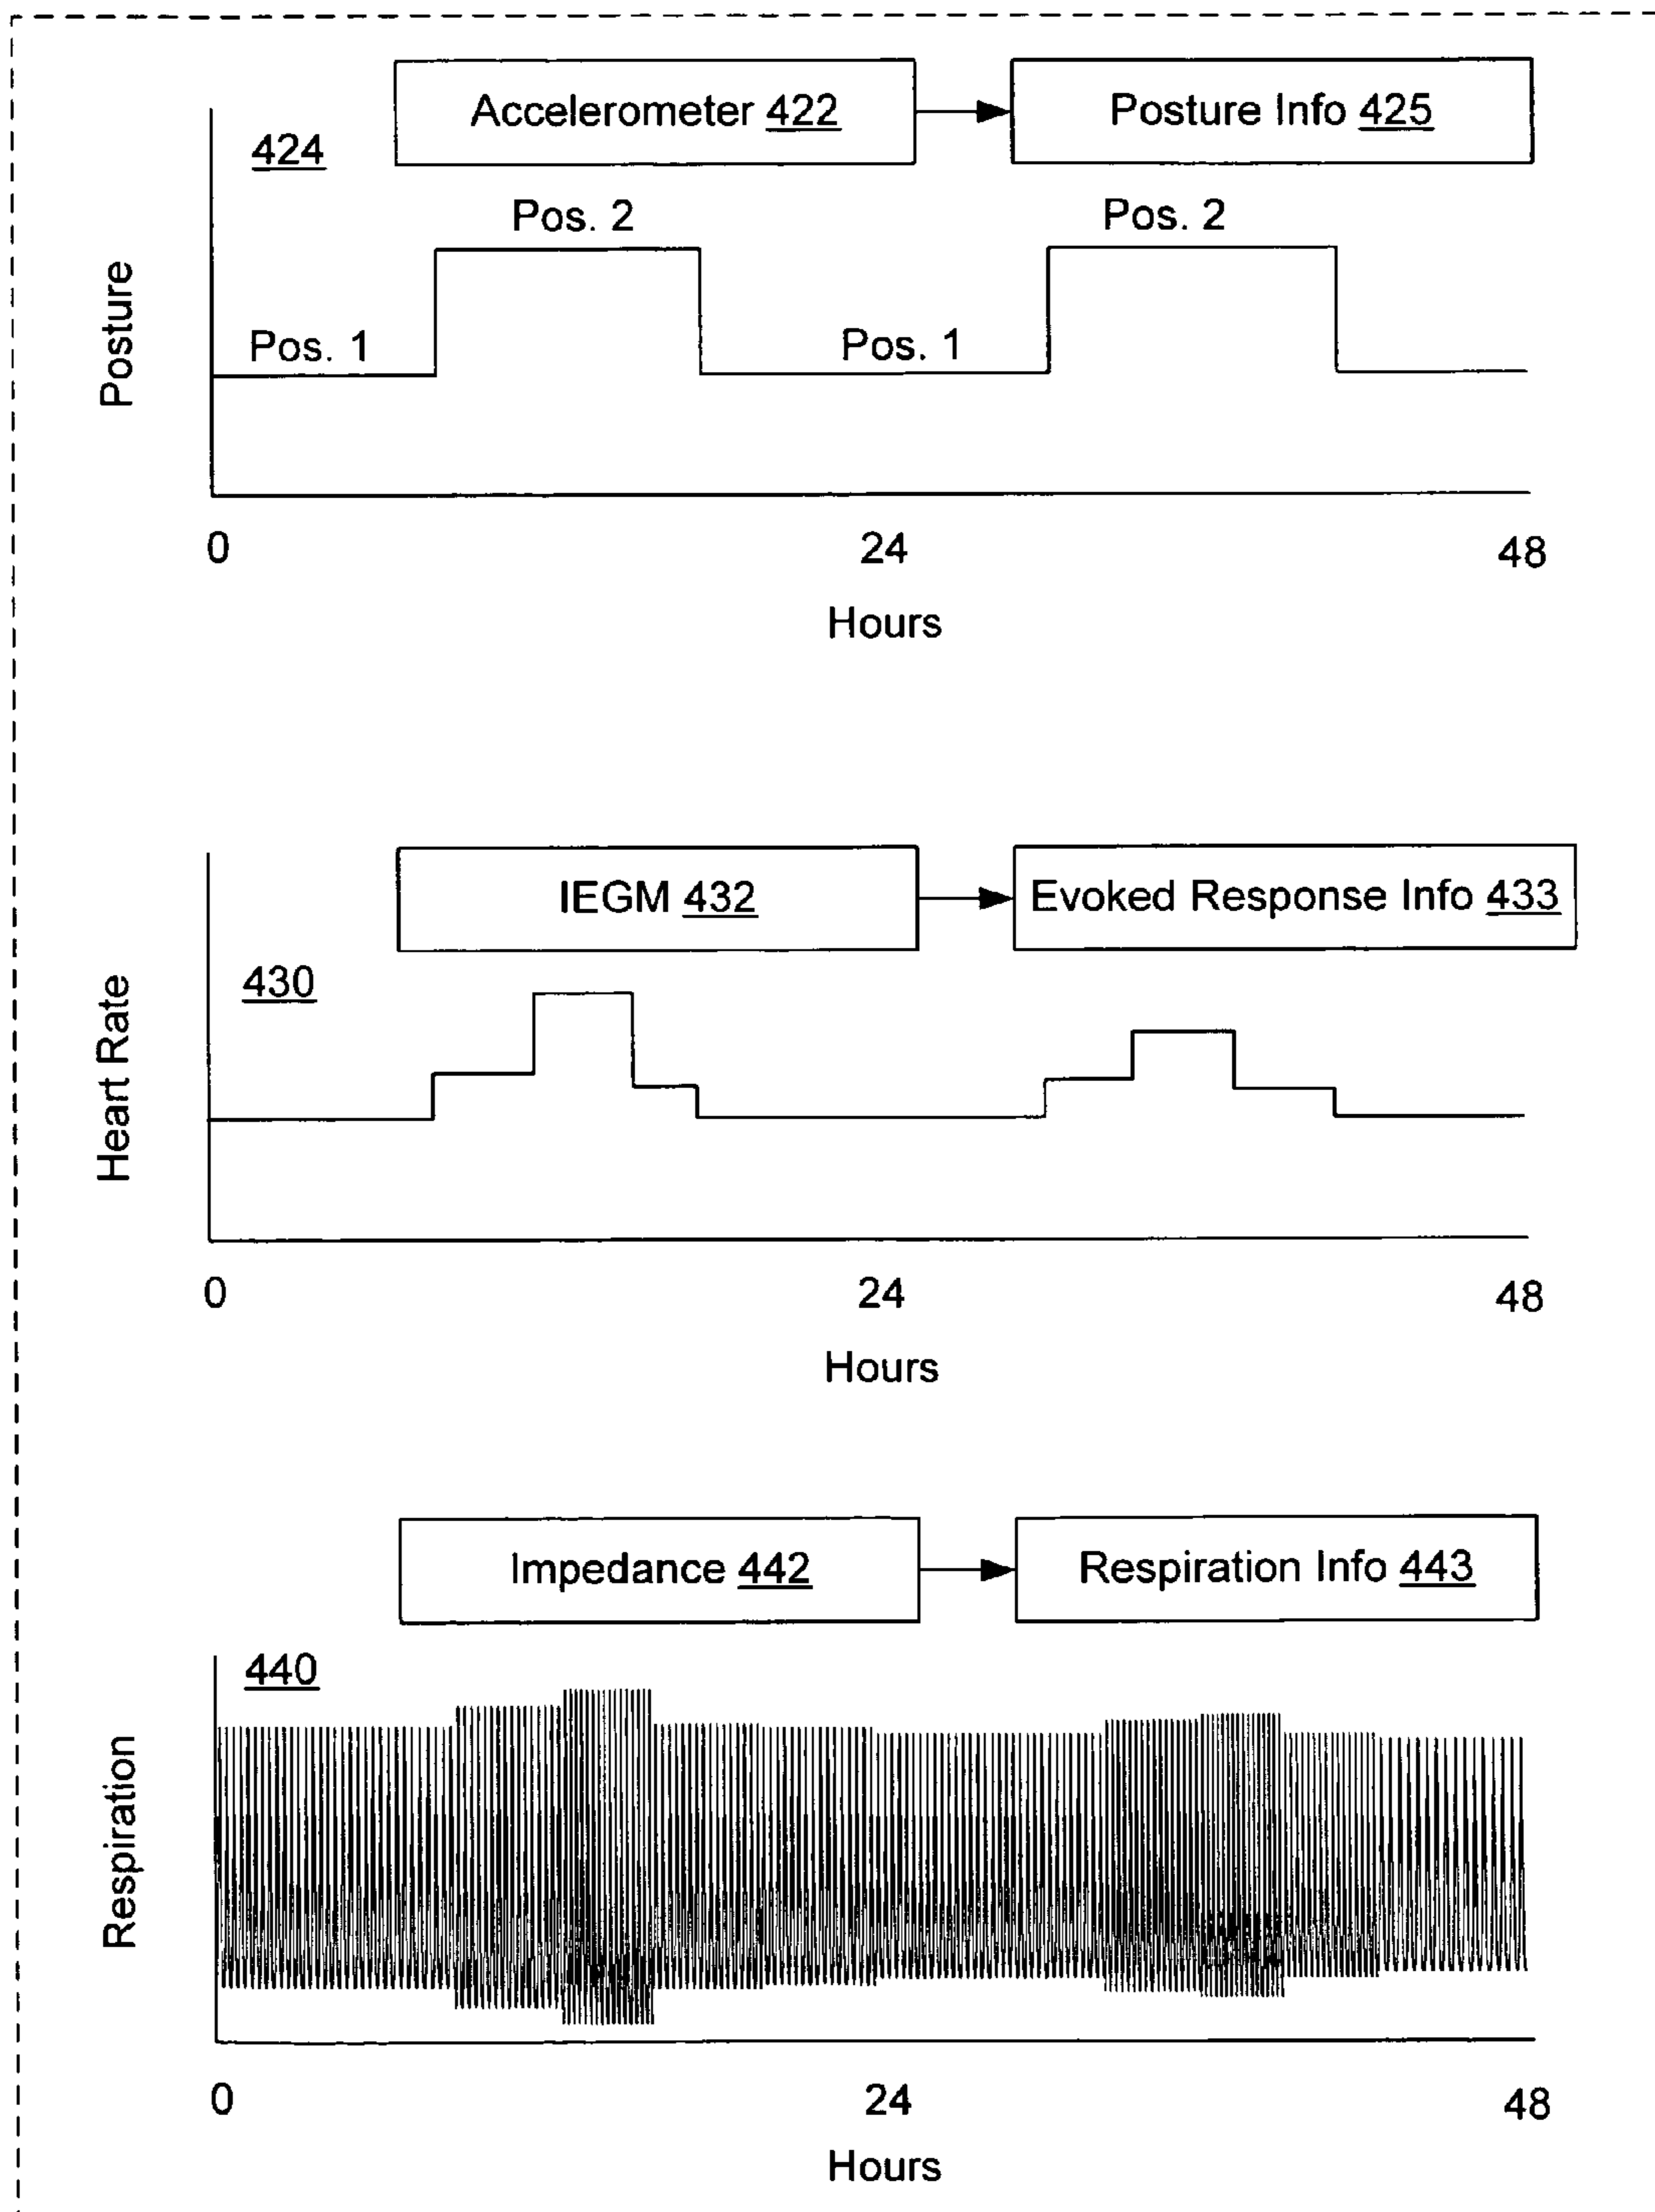 Accelerometer 422
Posture Info 425
424
Pos. 2
Pos. 2
Pos. 1
Pos. 1
Posture
0
24
48
Hours
IEGM 432
Evoked Response Info 433
430
Heart Rate
0
24
48
Hours
Impedance 442
Respiration Info 443
440
Respiration
0
24
48
Hours